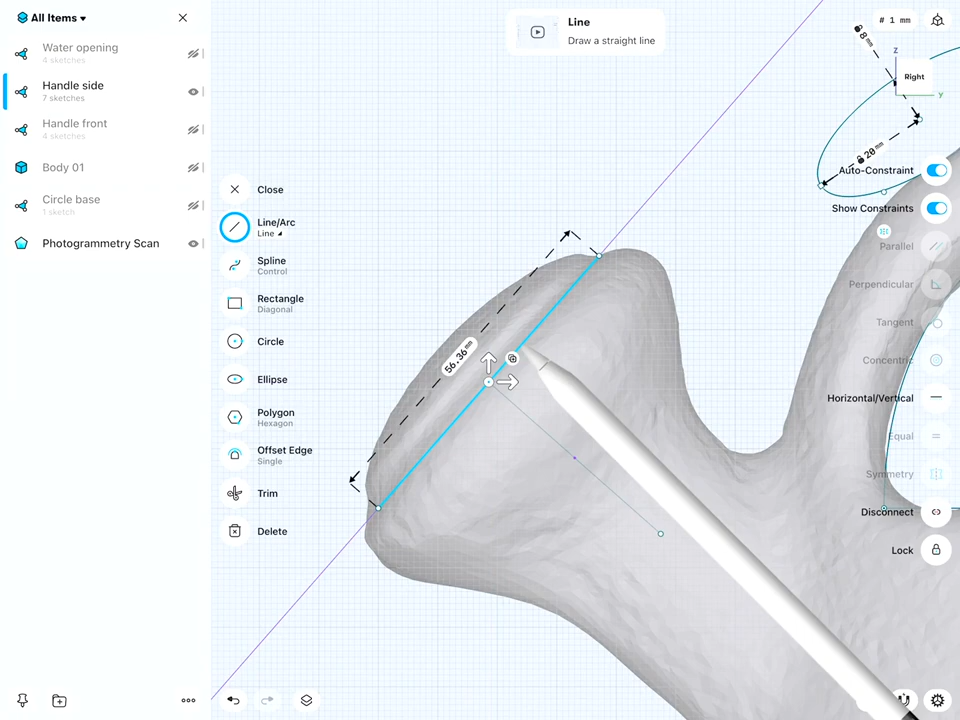 All Items
Water opening
4 sketches
Handle side
7 sketches
Handle front
4 sketches
Body 01
Circle base
1 sketch
Photogrammetry Scan
Line
Draw a straight line
# 1 mm
Z
Right
y
8 mm
20 mm
56.36 mm
Close
Line/Arc
Line
Spline
Control
Rectangle
Diagonal
Circle
Ellipse
Polygon
Hexagon
Offset Edge
Single
Trim
Delete
Auto-Constraint
Show Constraints
Parallel
Perpendicular
Tangent
Concentric
Horizontal/Vertical
Equal
Symmetry
Disconnect
Lock